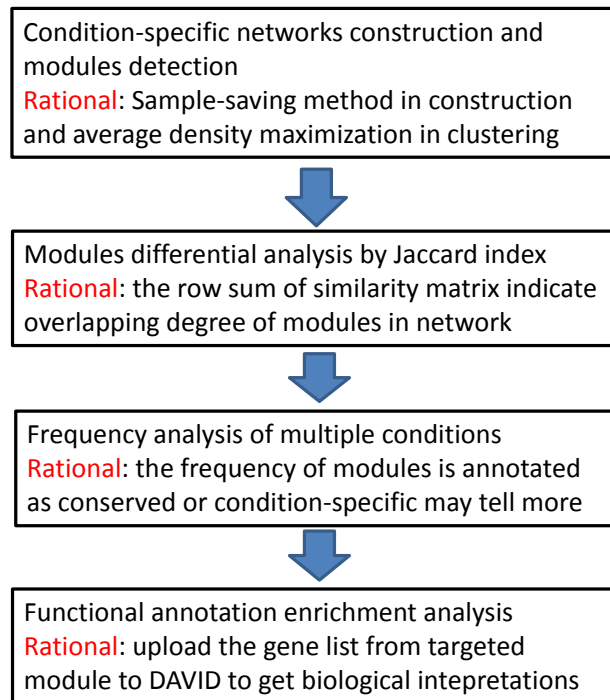 Condition-specific networks construction and
modules detection
Rational: Sample-saving method in construction
and average density maximization in clustering
Modules differential analysis by Jaccard index
Rational: the row sum of similarity matrix indicate
overlapping degree of modules in network
Frequency analysis of multiple conditions
Rational: the frequency of modules is annotated
as conserved or condition-specific may tell more
Functional annotation enrichment analysis
Rational: upload the gene list from targeted
module to DAVID to get biological intepretations